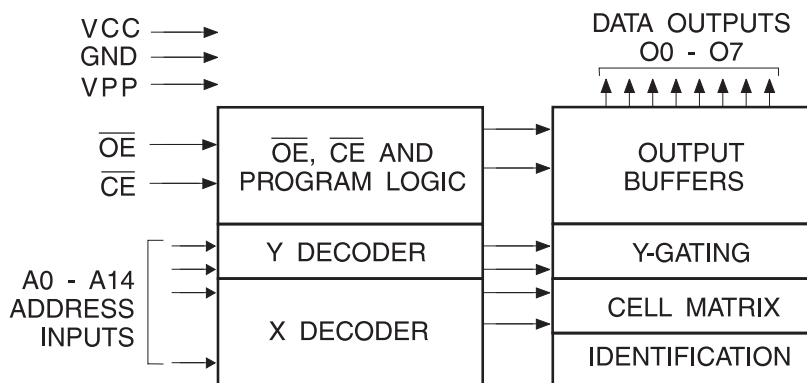 VCC
GND
VPP
OE
CE
A0 - A14
ADDRESS
INPUTS
OE, CE AND
PROGRAM LOGIC
Y DECODER
X DECODER
DATA OUTPUTS
O0 - O7
OUTPUT
BUFFERS
Y-GATING
CELL MATRIX
IDENTIFICATION